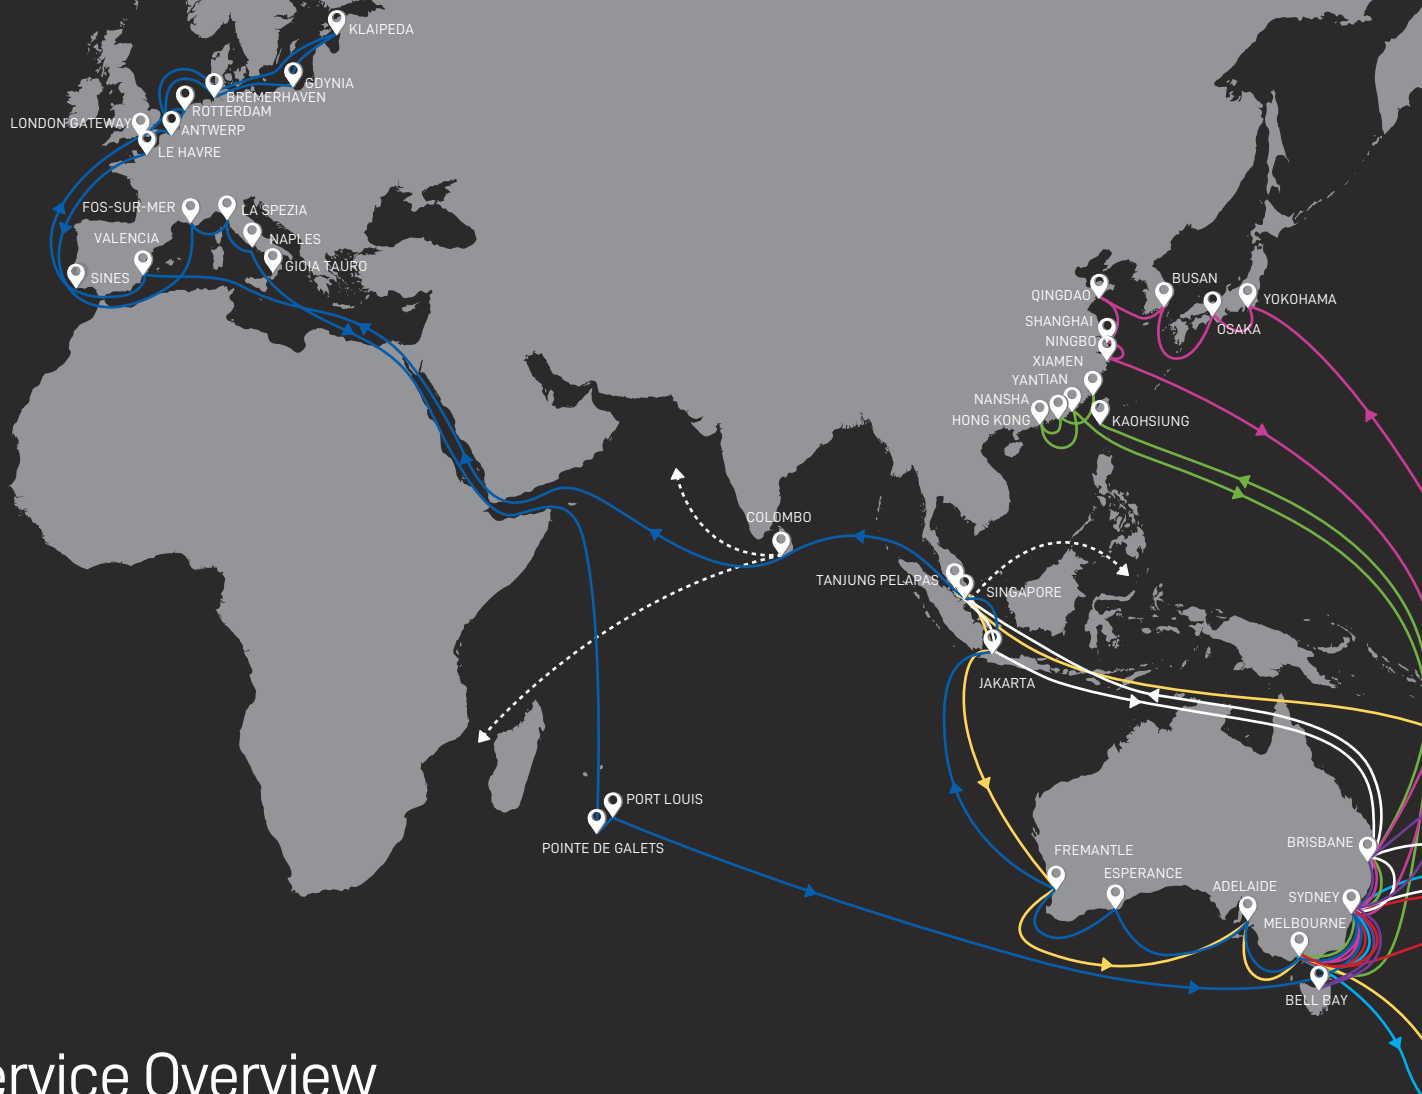 KLAIPEDA
GDYNIA
BREMERHAVEN
ROTTERDAM
LONDON GATEWAY
ANTWERP
LE HAVRE
FOS-SUR-MER
LA SPEZIA
VALENCIA
NAPLES
GIOIA TAURO
SINES
BUSAN
QINGDAO
YOKOHAMA
SHANGHAI
OSAKA
NINGBO
XIAMEN
YANTIAN
NANSHA
HONG KONG
KAOHSIUNG
COLOMBO
TANJUNG PELAPAS
SINGAPORE
JAKARTA
PORT LOUIS
POINTE DE GALETS
BRISBANE
FREMANTLE
ESPERANCE
ADELAIDE
SYDNEY
MELBOURNE
BELL BAY
ervice Overview